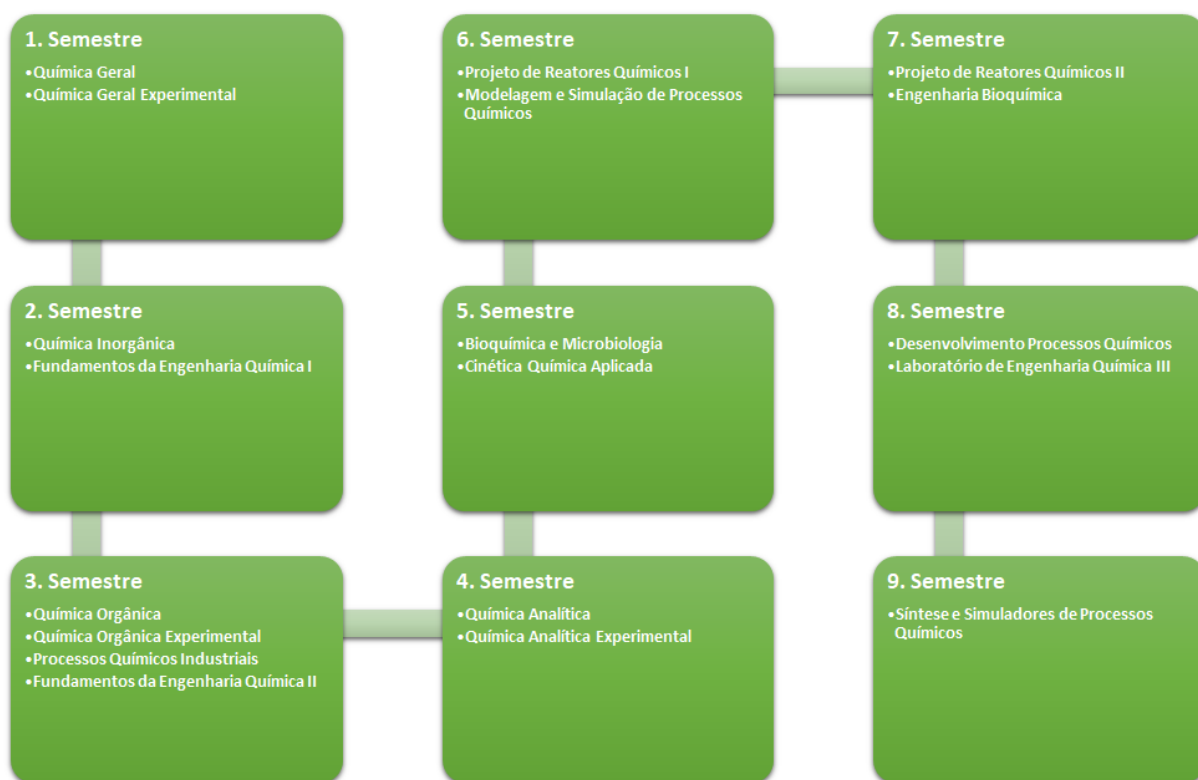 1. Semestre
•Química Geral
•Química Geral Experimental
2. Semestre
•Química Inorgânica
•Fundamentos da Engenharia Química I
3. Semestre
•Química Orgânica
•Química Orgânica Experimental
•Processos Químicos Industriais
•Fundamentos da Engenharia Química II
4. Semestre
•Química Analítica
•Química Analítica Experimental
5. Semestre
•Bioquímica e Microbiologia
•Cinética Química Aplicada
6. Semestre
•Projeto de Reatores Químicos I
•Modelagem e Simulação de Processos
Químicos
7. Semestre
•Projeto de Reatores Químicos II
•Engenharia Bioquímica
8. Semestre
•Desenvolvimento Processos Químicos
•Laboratório de Engenharia Química III
9. Semestre
•Síntese e Simuladores de Processos
Químicos